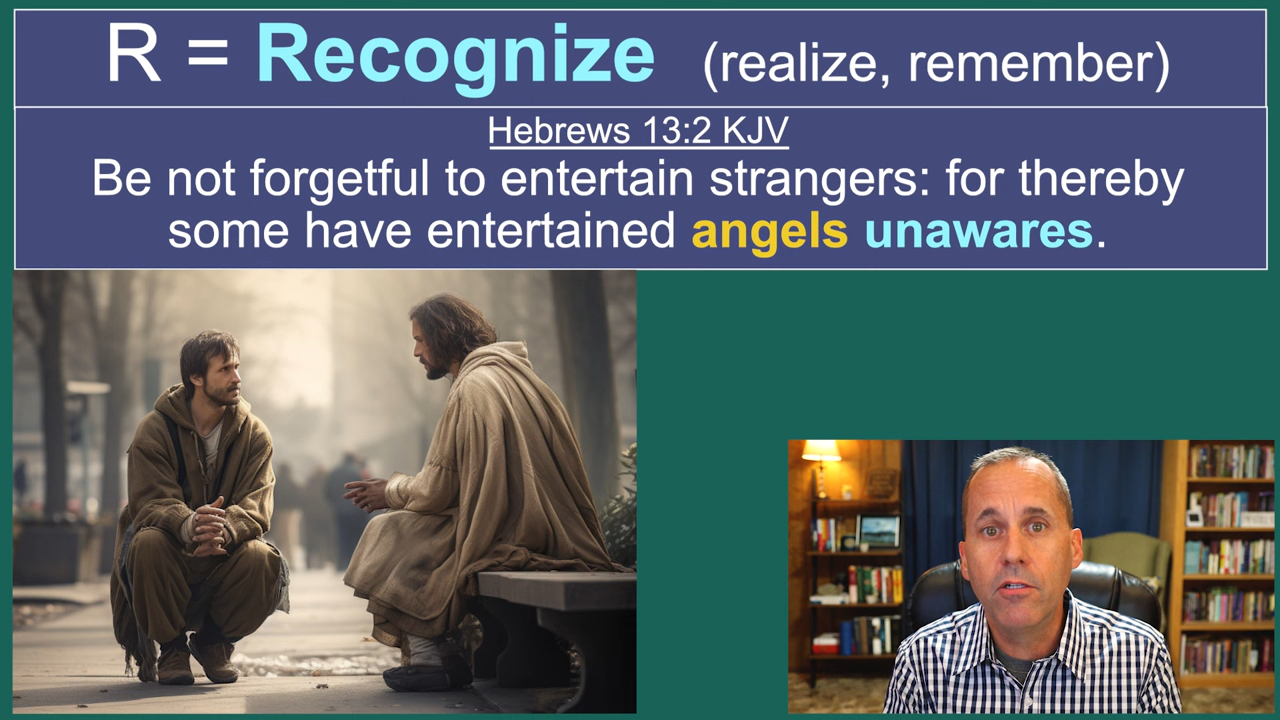 R = Recognize (realize, remember)
Hebrews 13:2 KJV
Be not forgetful to entertain strangers: for thereby
some have entertained angels unawares.